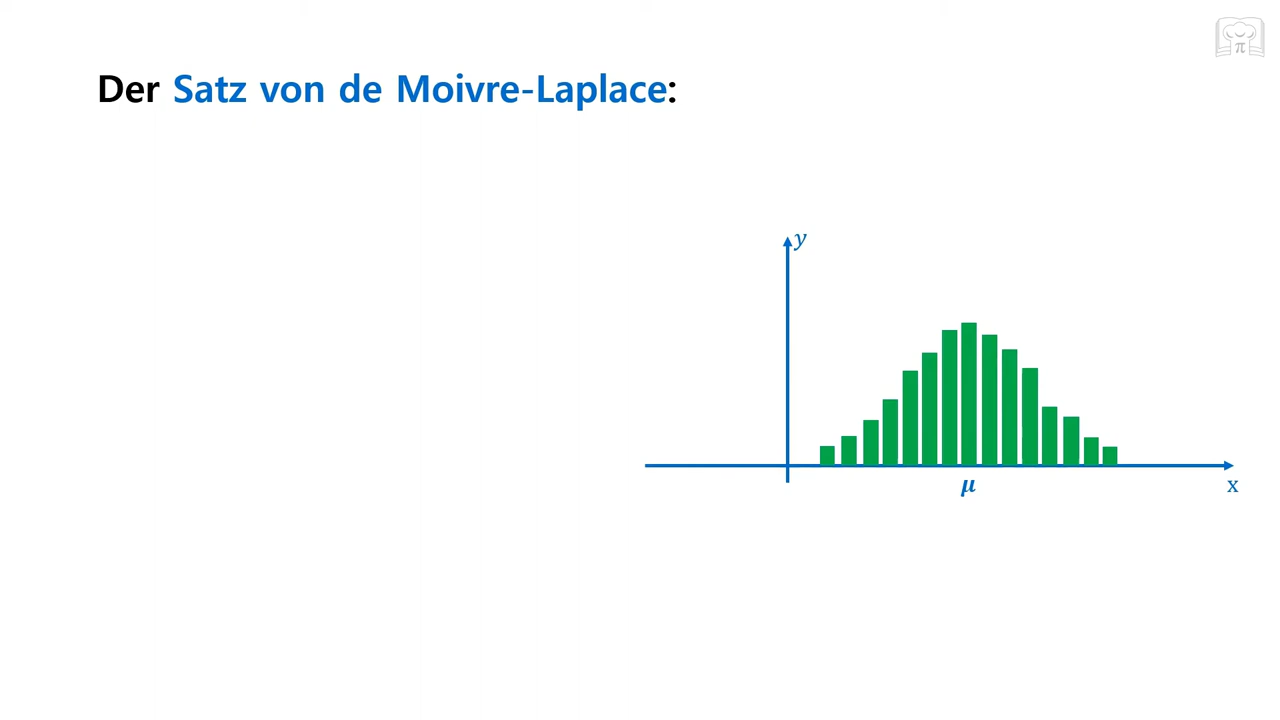 Der Satz von de Moivre-Laplace:
y
μ
x
π